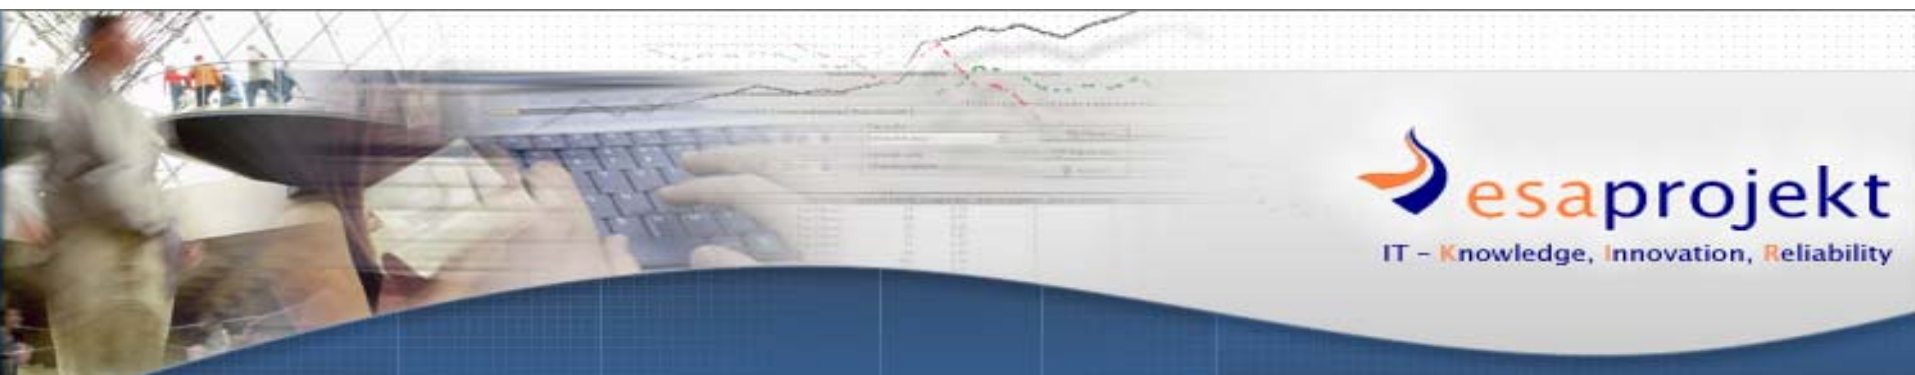 esaprojekt
IT – Knowledge, Innovation, Reliability